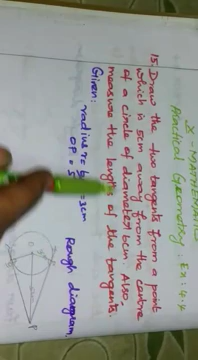 X - MATHEMATICS
Practical Geometry. Ex: 4.4
15. Draw the two tangents from a point
which is 5cm away from the centre
of a circle of diameter 6cm. Also,
measure the lengths of the tangents.
Given:
radius r = = 3cm Rough diagram
OP = 5
P